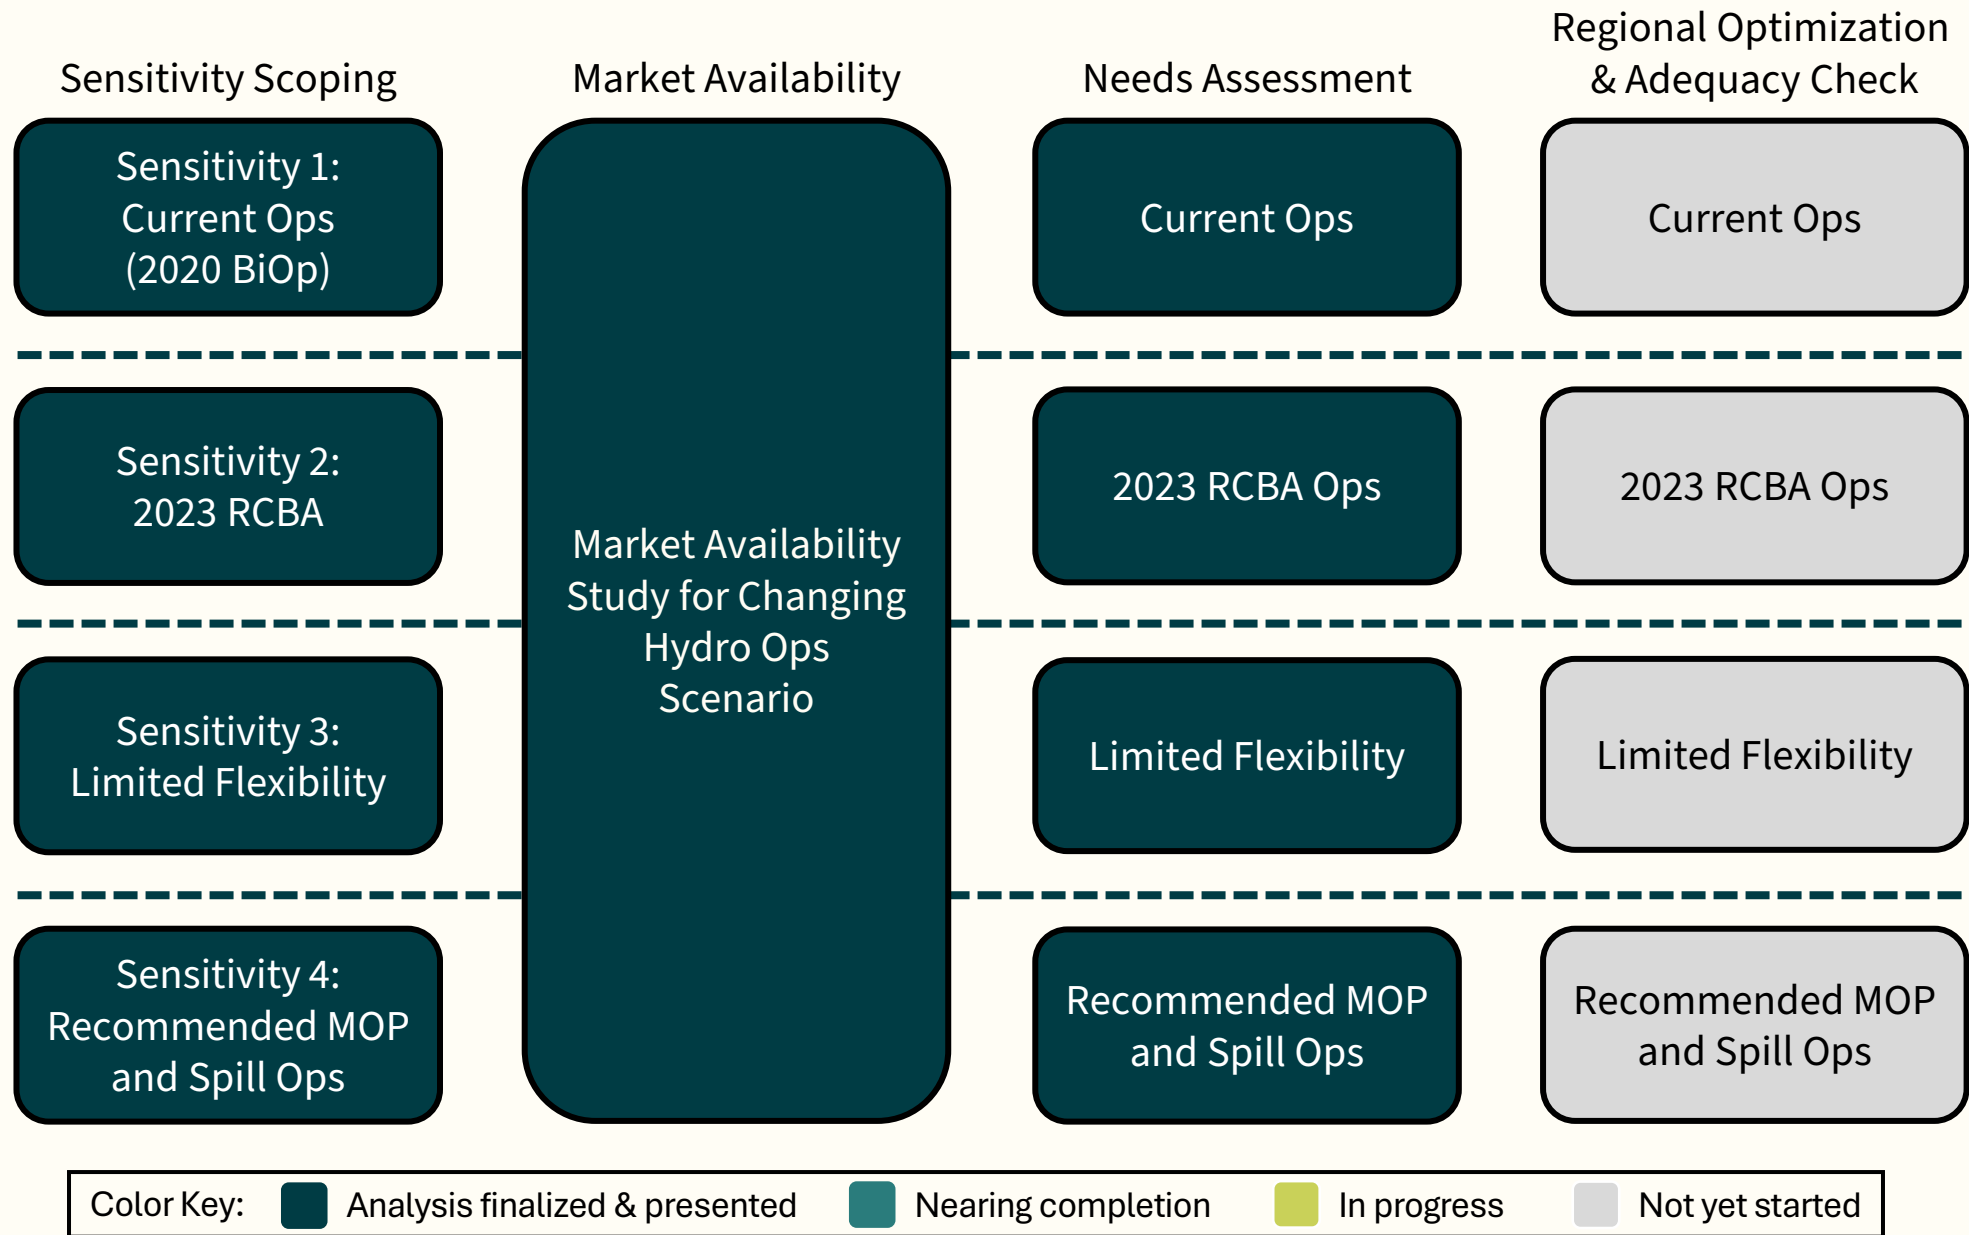 Sensitivity Scoping
Market Availability
Needs Assessment
Regional Optimization
& Adequacy Check
Sensitivity 1:
Current Ops
(2020 BiOp)
Sensitivity 2:
2023 RCBA
Sensitivity 3:
Limited Flexibility
Sensitivity 4:
Recommended MOP
and Spill Ops
Market Availability
Study for Changing
Hydro Ops
Scenario
Current Ops
2023 RCBA Ops
Limited Flexibility
Recommended MOP
and Spill Ops
Current Ops
2023 RCBA Ops
Limited Flexibility
Recommended MOP
and Spill Ops
Color Key:
Analysis finalized & presented
Nearing completion
In progress
Not yet started